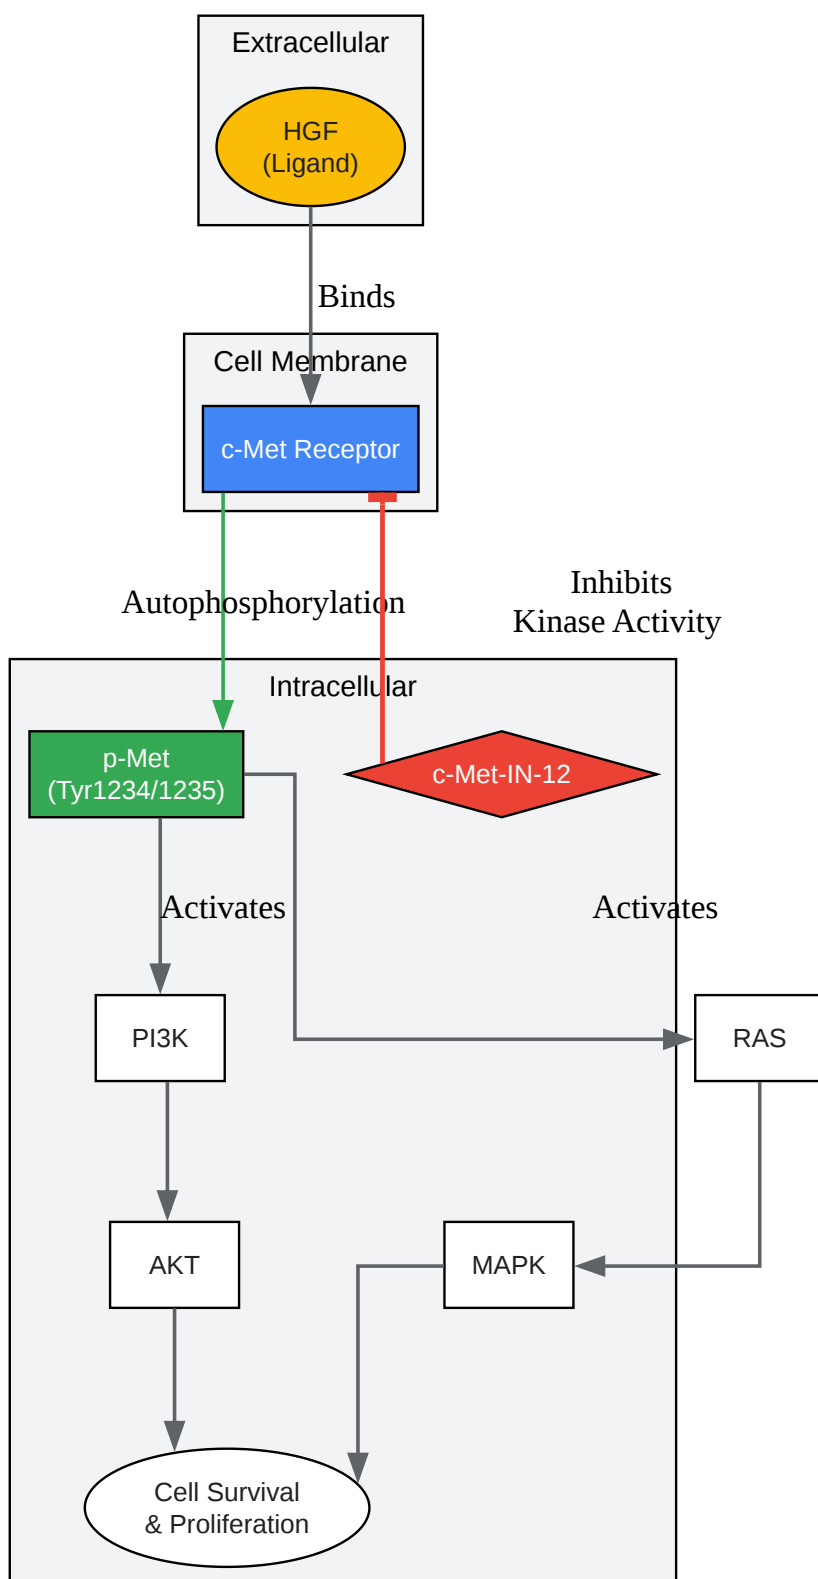 Extracellular
HGF
(Ligand)
Binds
Cell Membrane
c-Met Receptor
Autophosphorylation
Inhibits
Kinase Activity
Intracellular
p-Met
(Tyr1234/1235)
c-Met-IN-12
Activates
Activates
PI3K
RAS
AKT
MAPK
Cell Survival
& Proliferation